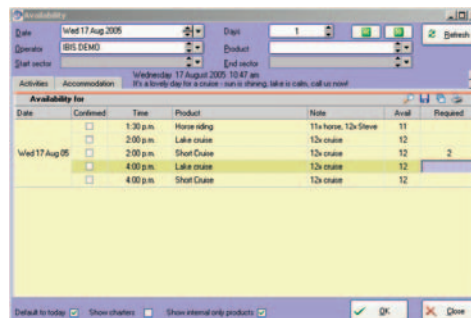 Availability
Date Wed 17 Aug 2005 Days 1 Refresh
Operator IBIS DEMO Product
Start sector End sector
Wednesday 17 August 2005 10:47 am
Activities Accommodation It's a lovely day for a cruise - sun is shining, lake is calm, call us now!
Availability for
Date Confirmed Time Product Note Avail Required
1:30 p.m. Horse riding 11x horse, 12x Steve 11
2:00 p.m. Lake cruise 12x cruise 12
Wed 17 Aug 05 2:00 p.m. Short Cruise 12x cruise 12 2
4:00 p.m. Lake cruise 12x cruise 12
4:00 p.m. Short Cruise 12x cruise 12
Default to today Show charters Show internal only products OK Close